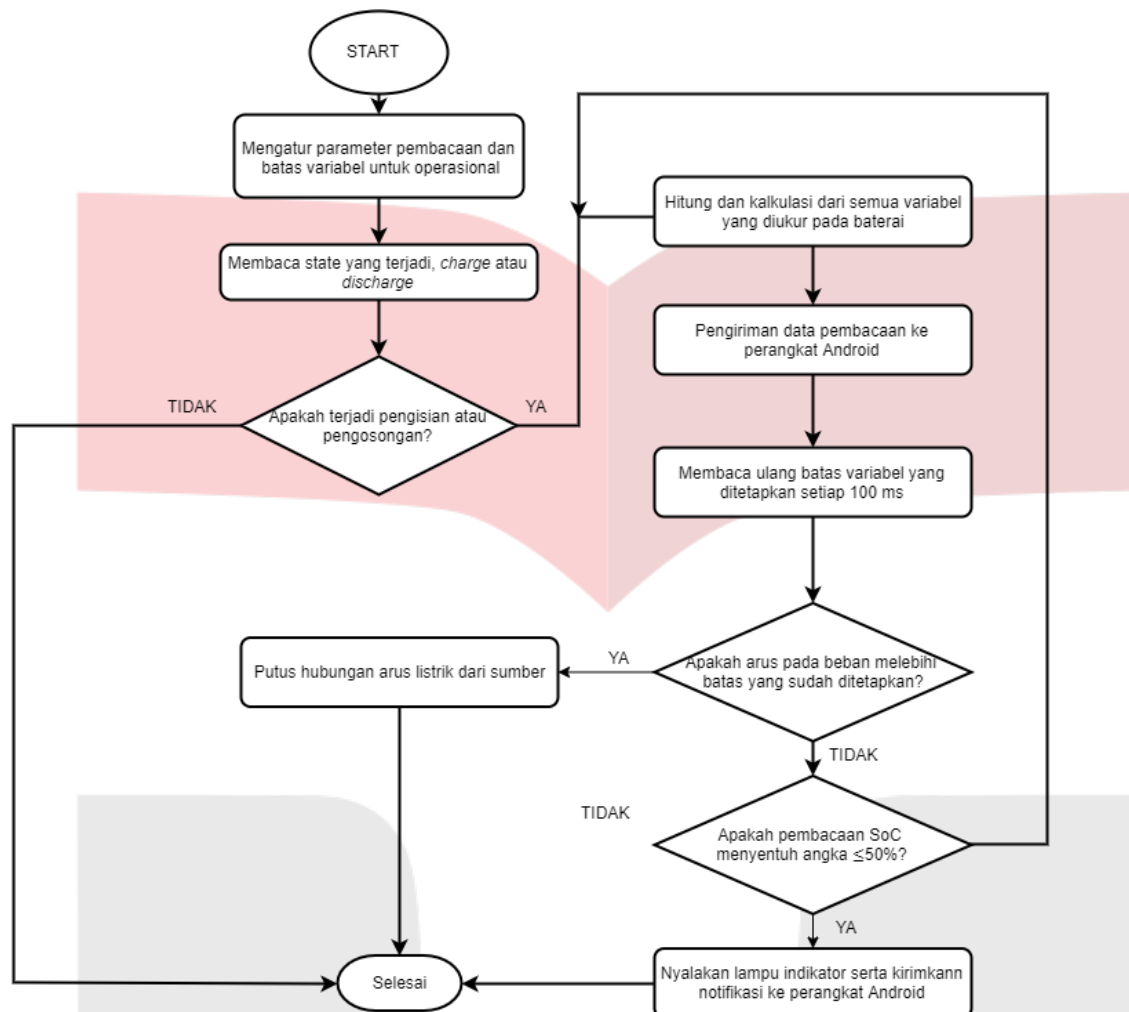 START
Mengatur parameter pembacaan dan
batas variabel untuk operasional
Membaca state yang terjadi, charge atau
discharge
Apakah terjadi pengisian atau
pengosongan?
TIDAK
YA
Hitung dan kalkulasi dari semua variabel
yang diukur pada baterai
Pengiriman data pembacaan ke
perangkat Android
Membaca ulang batas variabel yang
ditetapkan setiap 100 ms
Apakah arus pada beban melebihi
batas yang sudah ditetapkan?
YA
Putus hubungan arus listrik dari sumber
TIDAK
TIDAK
Apakah pembacaan SoC
menyentuh angka ≤50%?
YA
Nyalakan lampu indikator serta kirimkann
notifikasi ke perangkat Android
Selesai